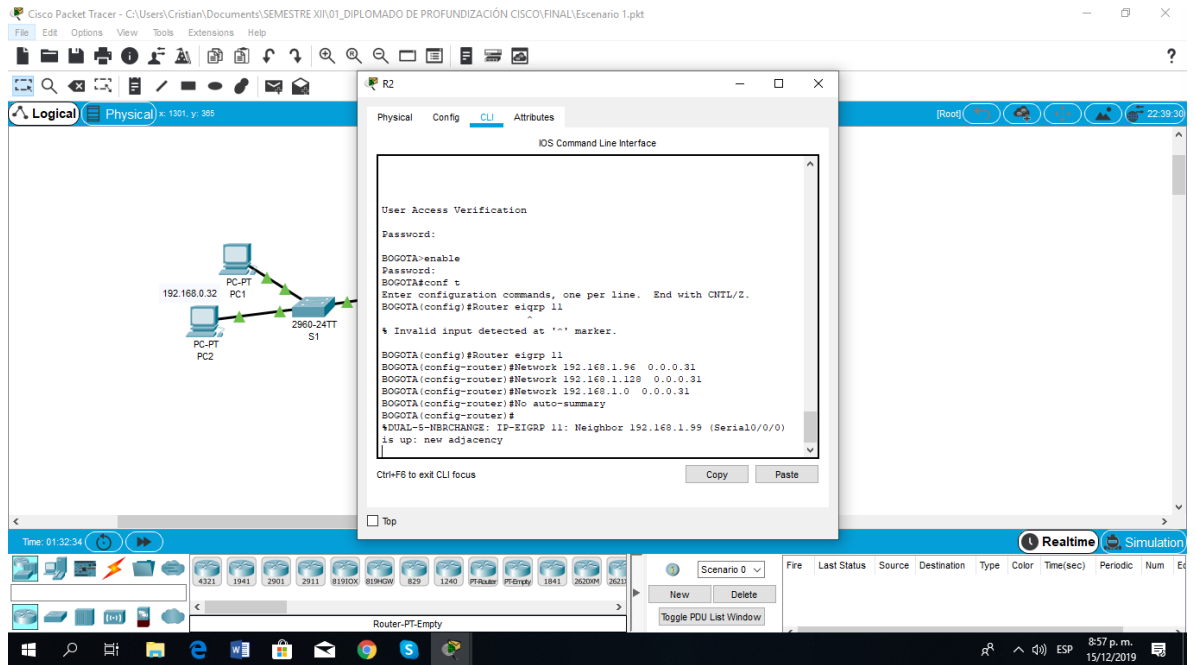 Cisco Packet Tracer - C:\Users\Cristian\Documents\SEMESTRE XII\01_DIPLOMADO DE PROFUNDIZACIÓN CISCO\FINAL\Escenario 1.pkt
File Edit Options View Tools Extensions Help
?
Logical Physical x: 1301, y: 365
[Root] 22:39:30
R2
Physical Config CLI Attributes
IOS Command Line Interface
User Access Verification
Password:
BOGOTA>enable
Password:
BOGOTA#conf t
Enter configuration commands, one per line. End with CNTL/Z.
BOGOTA(config)#Router eiqrp 11
^
% Invalid input detected at '^' marker.
BOGOTA(config)#Router eigrp 11
BOGOTA(config-router)#Network 192.168.1.96 0.0.0.31
BOGOTA(config-router)#Network 192.168.1.128 0.0.0.31
BOGOTA(config-router)#Network 192.168.1.0 0.0.0.31
BOGOTA(config-router)#No auto-summary
BOGOTA(config-router)#
%DUAL-5-NBRCHANGE: IP-EIGRP 11: Neighbor 192.168.1.99 (Serial0/0/0)
is up: new adjacency
Ctrl+F6 to exit CLI focus
Copy Paste
Top
PC-PT
PC1
192.168.0.32
PC-PT
PC2
2960-24TT
S1
Time: 01:32:34
Realtime Simulation
4321 1941 2901 2911 819IOX 819HGW 829 1240 PT-Router PT-Empty 1841 2620XM 2621
Router-PT-Empty
Scenario 0
New Delete
Toggle PDU List Window
Fire Last Status Source Destination Type Color Time(sec) Periodic Num Ed
ESP
8:57 p. m.
15/12/2019